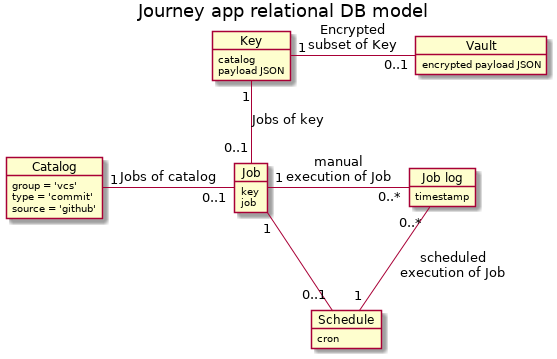 Journey app relational DB model
Key
catalog
payload JSON
1
Encrypted
subset of Key
0..1
Vault
encrypted payload JSON
1
Jobs of key
0..1
Catalog
group = 'vcs'
type = 'commit'
source = 'github'
1
Jobs of catalog
0..1
Job
key
job
1
manual
execution of Job
0..*
Job log
timestamp
1
0..1
0..*
scheduled
execution of Job
1
Schedule
cron